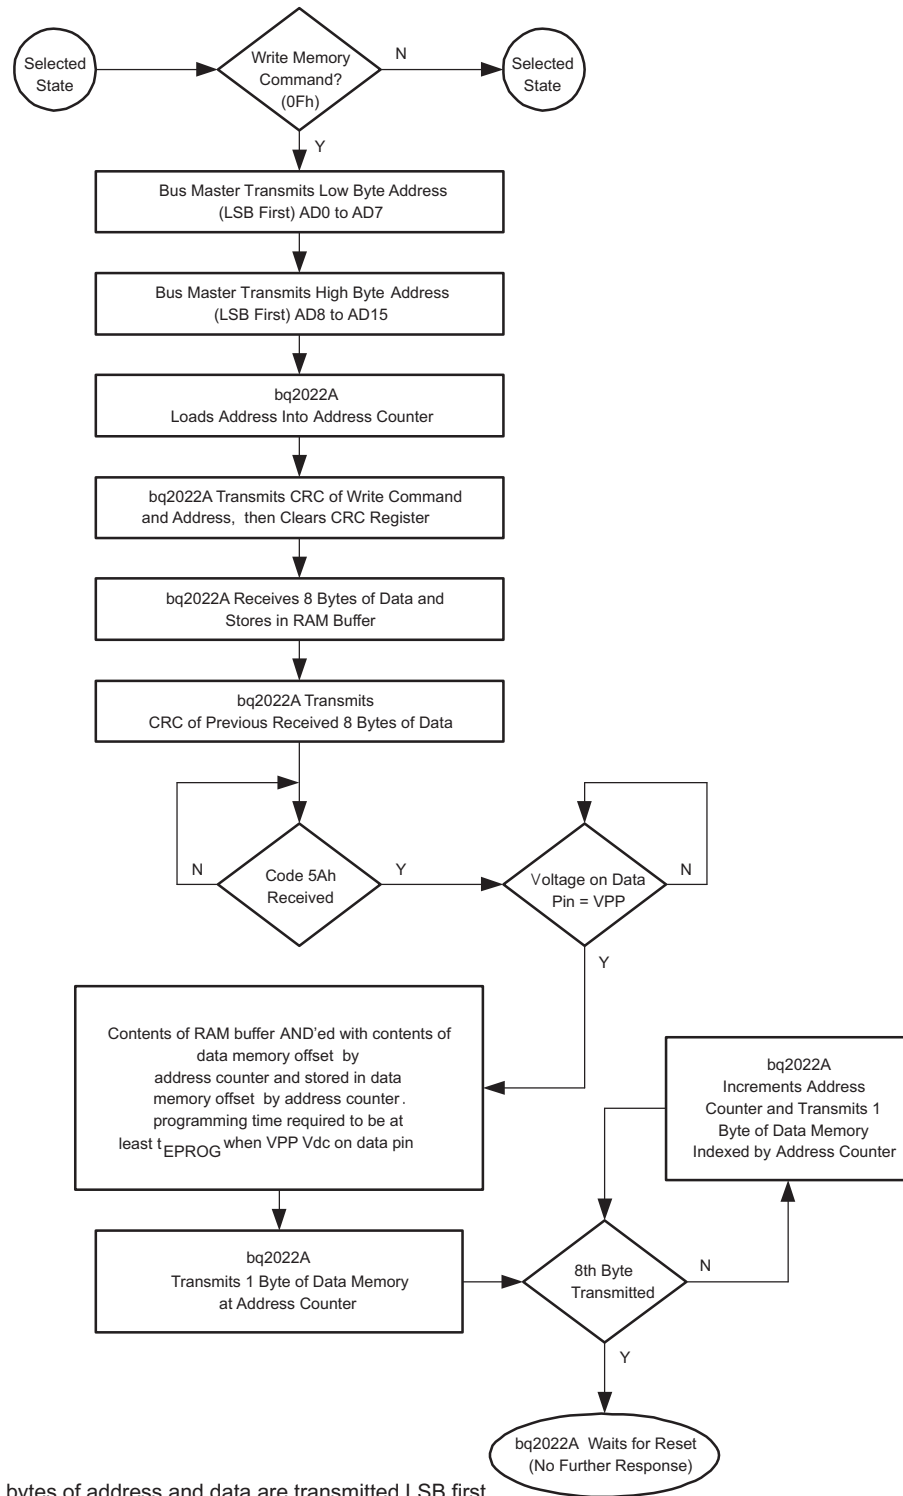 Selected
State
Write Memory
Command?
(0Fh)
N
Selected
State
Y
Bus Master Transmits Low Byte Address
(LSB First) AD0 to AD7
Bus Master Transmits High Byte Address
(LSB First) AD8 to AD15
bq2022A
Loads Address Into Address Counter
bq2022A Transmits CRC of Write Command
and Address, then Clears CRC Register
bq2022A Receives 8 Bytes of Data and
Stores in RAM Buffer
bq2022A Transmits
CRC of Previous Received 8 Bytes of Data
N
Code 5Ah
Received
Y
Voltage on Data
Pin = VPP
N
Y
Contents of RAM buffer AND'ed with contents of
data memory offset by
address counter and stored in data
memory offset by address counter.
programming time required to be at
least tEPROG when VPP Vdc on data pin
bq2022A
Increments Address
Counter and Transmits 1
Byte of Data Memory
Indexed by Address Counter
bq2022A
Transmits 1 Byte of Data Memory
at Address Counter
8th Byte
Transmitted
N
Y
bq2022A Waits for Reset
(No Further Response)
bytes of address and data are transmitted LSB first